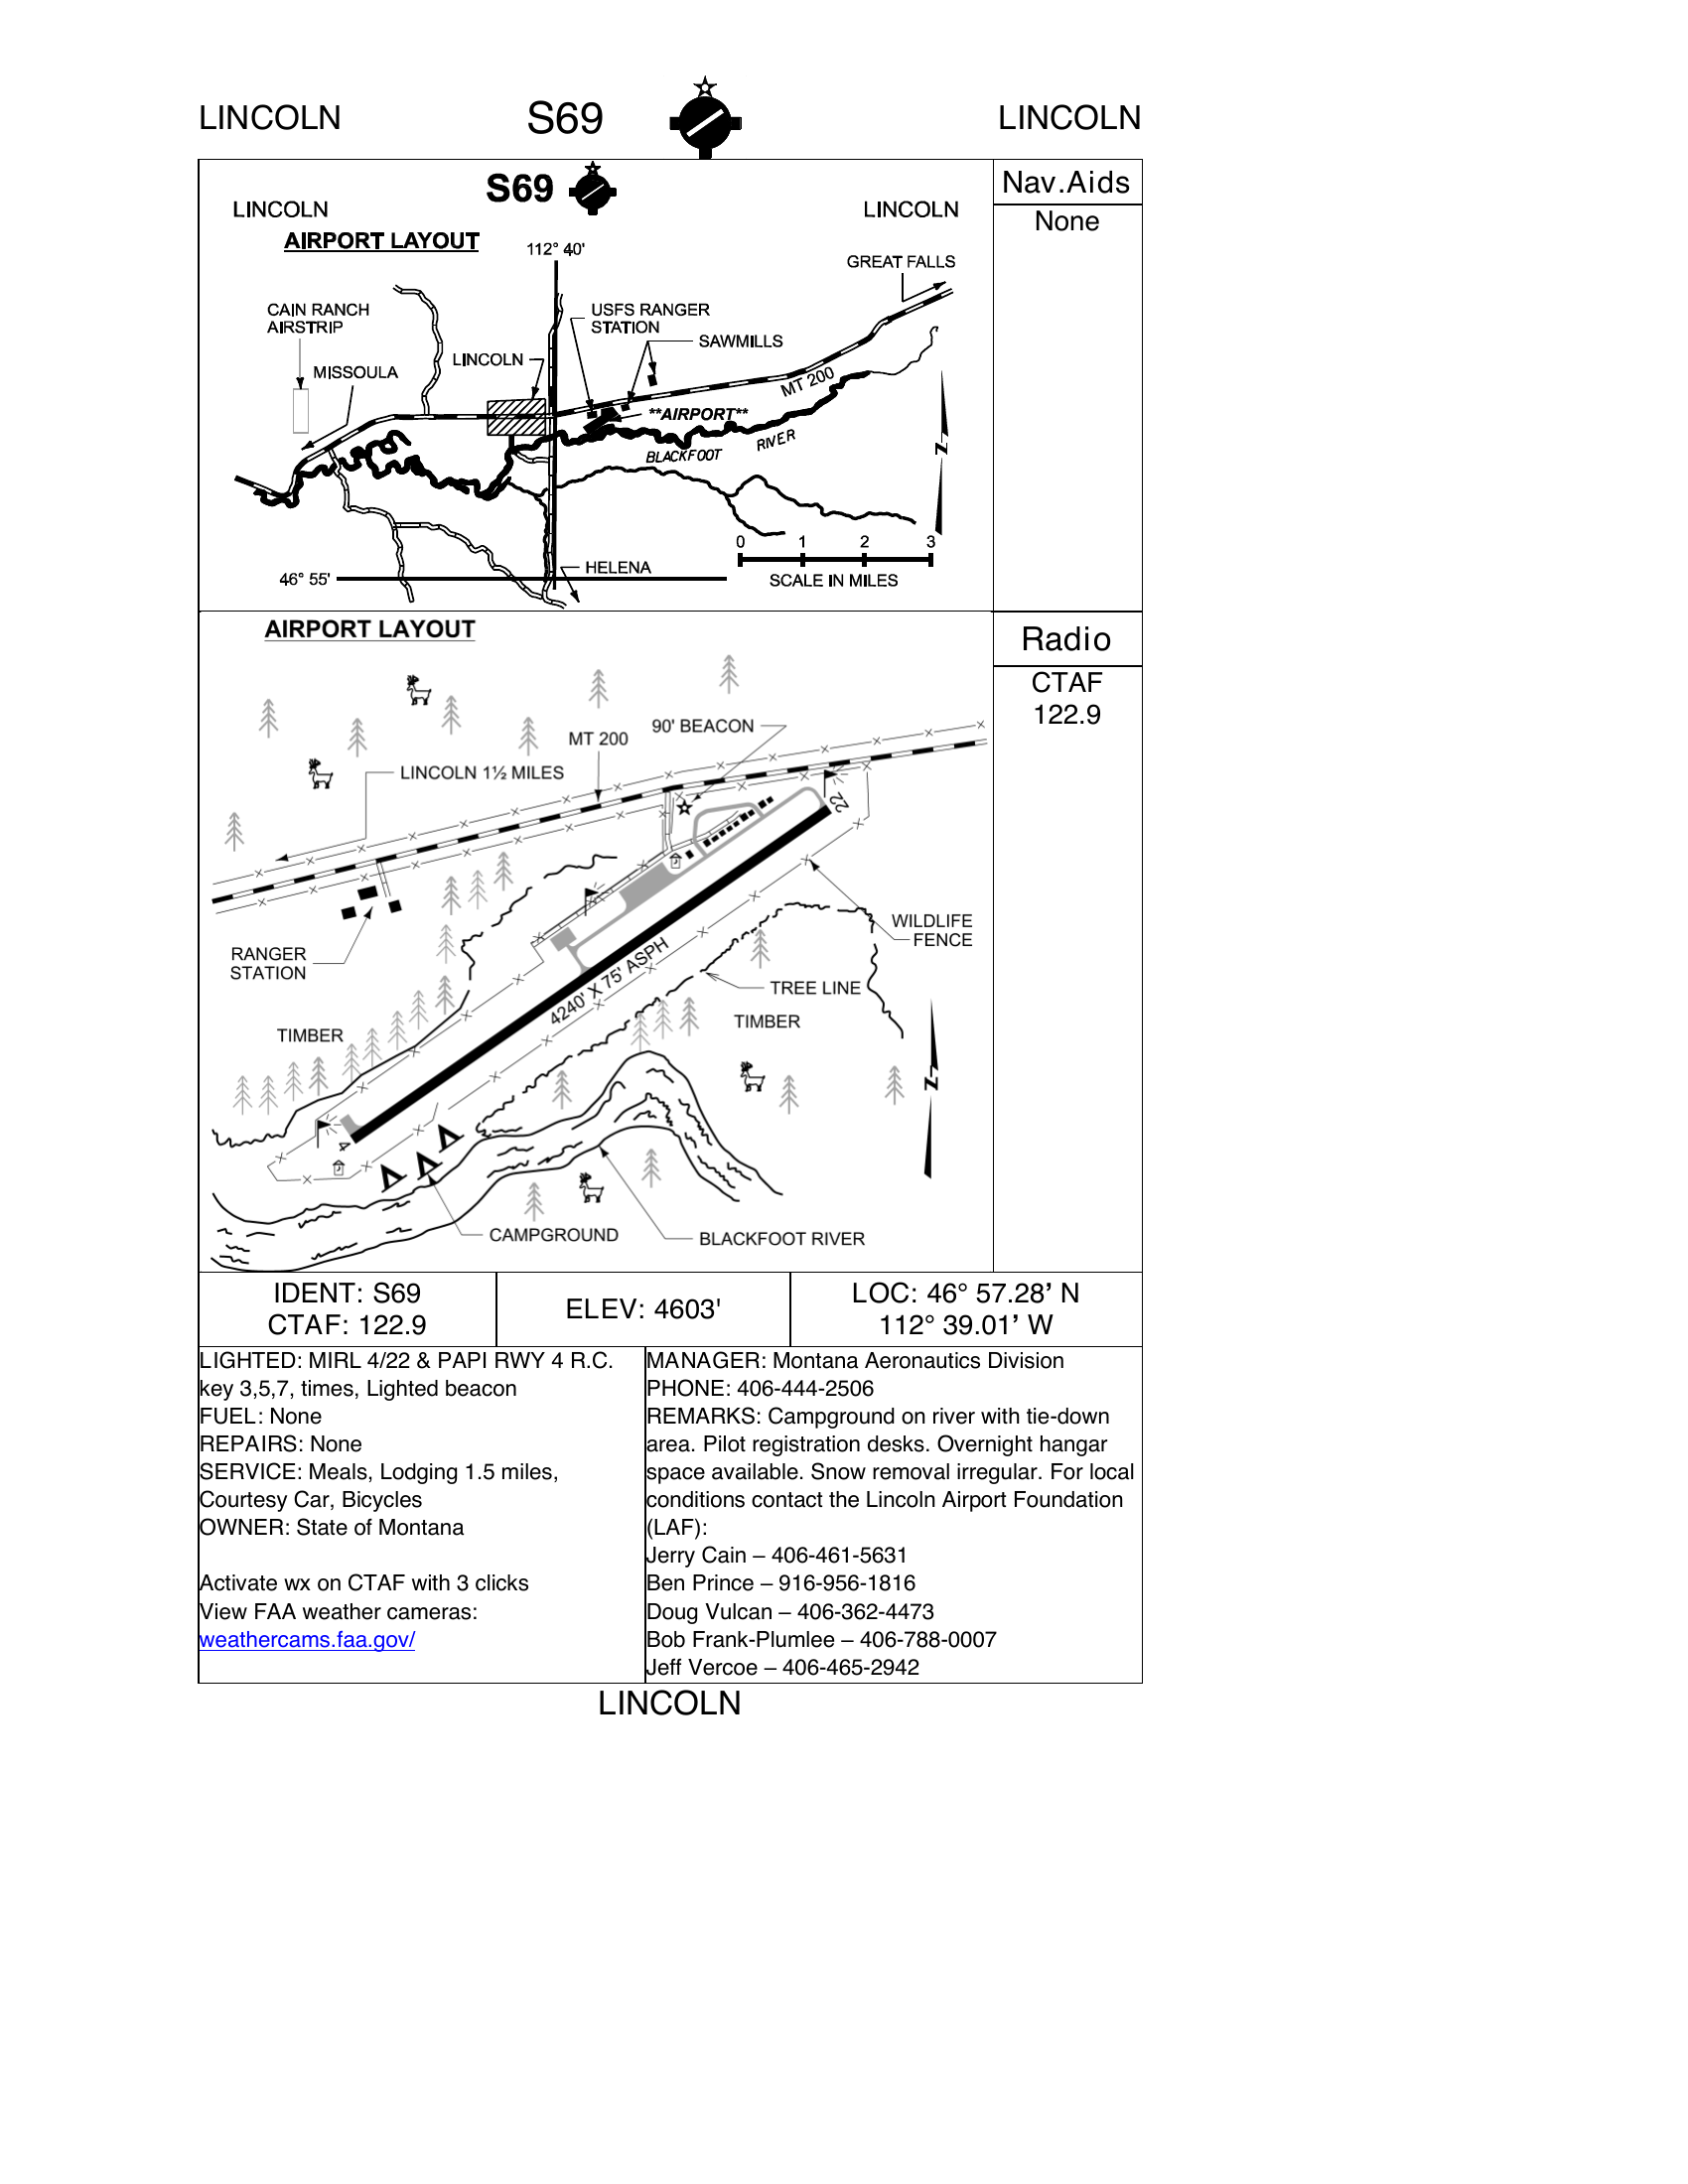 LINCOLN S69 LINCOLN
S69
LINCOLN LINCOLN
AIRPORT LAYOUT
112° 40'
GREAT FALLS
CAIN RANCH
AIRSTRIP
USFS RANGER
STATION
SAWMILLS
LINCOLN
MISSOULA
MT 200
**AIRPORT**
RIVER
BLACKFOOT
N
0 1 2 3
SCALE IN MILES
HELENA
46° 55'
Nav.Aids
None
AIRPORT LAYOUT
90' BEACON
MT 200
LINCOLN 1½ MILES
22
WILDLIFE
FENCE
RANGER
STATION
4240' X 75' ASPH
TREE LINE
TIMBER
TIMBER
N
4
CAMPGROUND
BLACKFOOT RIVER
Radio
CTAF
122.9
IDENT: S69
CTAF: 122.9
ELEV: 4603'
LOC: 46° 57.28’ N
112° 39.01’ W
LIGHTED: MIRL 4/22 & PAPI RWY 4 R.C.
key 3,5,7, times, Lighted beacon
FUEL: None
REPAIRS: None
SERVICE: Meals, Lodging 1.5 miles,
Courtesy Car, Bicycles
OWNER: State of Montana
Activate wx on CTAF with 3 clicks
View FAA weather cameras:
weathercams.faa.gov/
MANAGER: Montana Aeronautics Division
PHONE: 406-444-2506
REMARKS: Campground on river with tie-down
area. Pilot registration desks. Overnight hangar
space available. Snow removal irregular. For local
conditions contact the Lincoln Airport Foundation
(LAF):
Jerry Cain – 406-461-5631
Ben Prince – 916-956-1816
Doug Vulcan – 406-362-4473
Bob Frank-Plumlee – 406-788-0007
Jeff Vercoe – 406-465-2942
LINCOLN